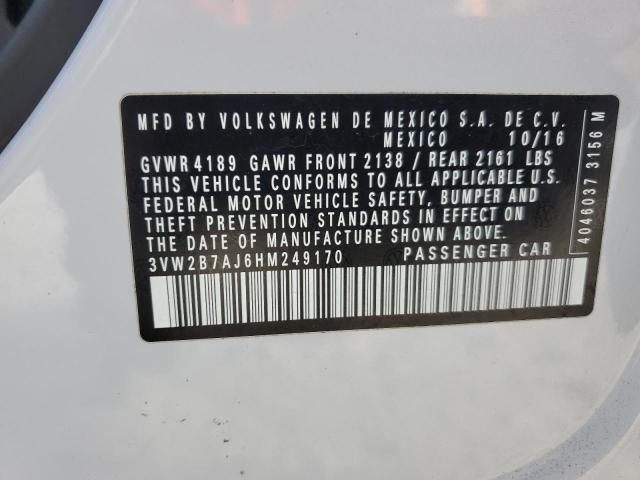 MFD BY VOLKSWAGEN DE MEXICO S.A. DE C.V.
MEXICO 10/16
GVWR 4189 GAWR FRONT 2138 / REAR 2161 LBS
THIS VEHICLE CONFORMS TO ALL APPLICABLE U.S.
FEDERAL MOTOR VEHICLE SAFETY, BUMPER AND
THEFT PREVENTION STANDARDS IN EFFECT ON
THE DATE OF MANUFACTURE SHOWN ABOVE.
3VW2B7AJ6HM249170 PASSENGER CAR
4046037 3156 M